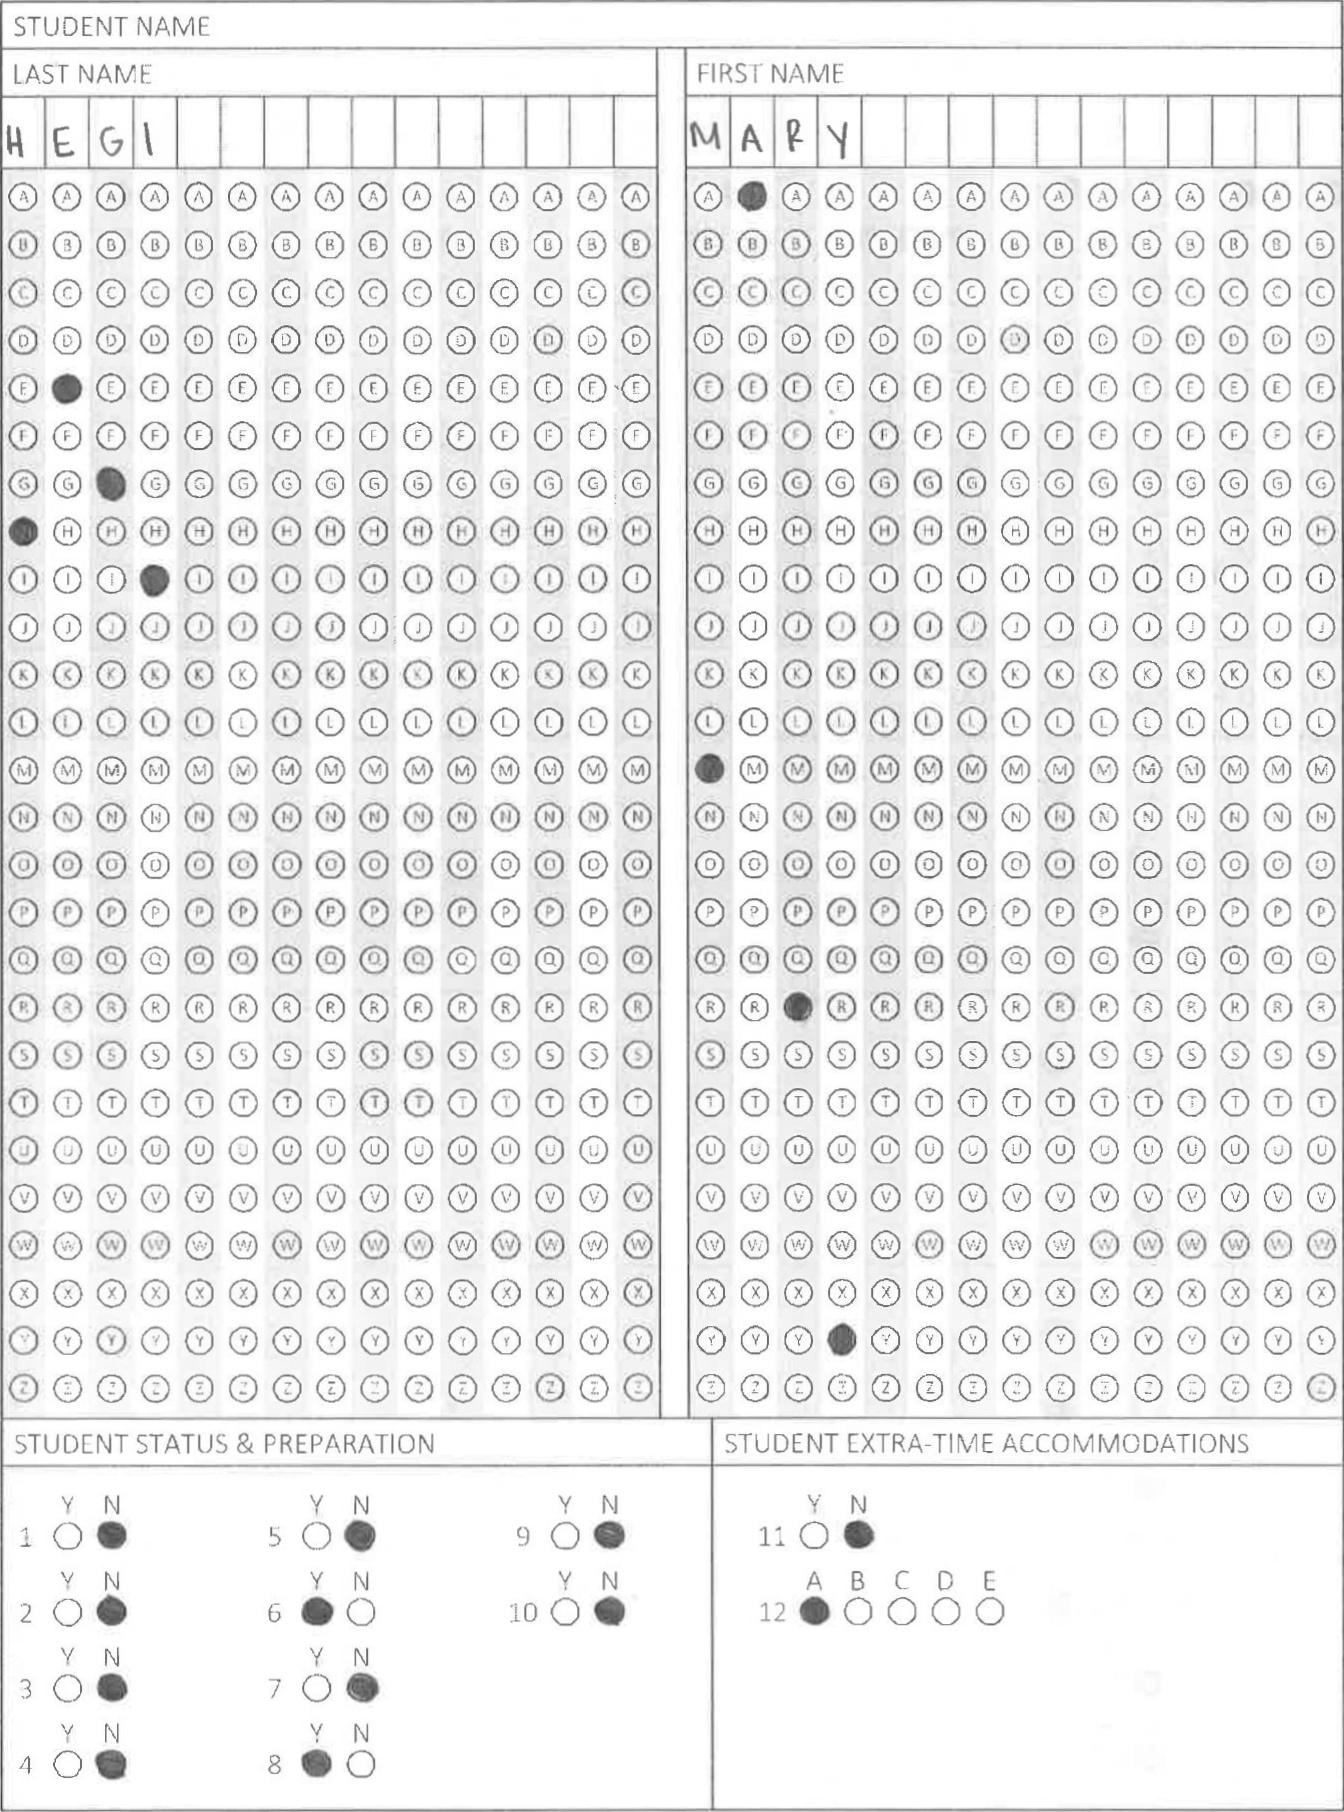 STUDENT NAME
LAST NAME FIRST NAME
H E G I M A R Y
A A A A A A A A A A A A A A A A A A A A A A A A A A A A
B B B B B B B B B B B B B B B B B B B B B B B B B B B B B B
C C C C C C C C C C C C C C C C C C C C C C C C C C C C C C
D D D D D D D D D D D D D D D D D D D D D D D D D D D D D D
E E E E E E E E E E E E E E E E E E E E E E E E E E E E E
F F F F F F F F F F F F F F F F F F F F F F F F F F F F F F
G G G G G G G G G G G G G G G G G G G G G G G G G G G G G
H H H H H H H H H H H H H H H H H H H H H H H H H H H H H
I I I I I I I I I I I I I I I I I I I I I I I I I I I I I
J J J J J J J J J J J J J J J J J J J J J J J J J J J J J J
K K K K K K K K K K K K K K K K K K K K K K K K K K K K K K
L L L L L L L L L L L L L L L L L L L L L L L L L L L L L L
M M M M M M M M M M M M M M M M M M M M M M M M M M M M M
N N N N N N N N N N N N N N N N N N N N N N N N N N N N N N
O O O O O O O O O O O O O O O O O O O O O O O O O O O O O O
P P P P P P P P P P P P P P P P P P P P P P P P P P P P P P
Q Q Q Q Q Q Q Q Q Q Q Q Q Q Q Q Q Q Q Q Q Q Q Q Q Q Q Q Q Q
R R R R R R R R R R R R R R R R R R R R R R R R R R R R R
S S S S S S S S S S S S S S S S S S S S S S S S S S S S S S
T T T T T T T T T T T T T T T T T T T T T T T T T T T T T T
U U U U U U U U U U U U U U U U U U U U U U U U U U U U U U
V V V V V V V V V V V V V V V V V V V V V V V V V V V V V V
W W W W W W W W W W W W W W W W W W W W W W W W W W W W W W
X X X X X X X X X X X X X X X X X X X X X X X X X X X X X X
Y Y Y Y Y Y Y Y Y Y Y Y Y Y Y Y Y Y Y Y Y Y Y Y Y Y Y Y Y
Z Z Z Z Z Z Z Z Z Z Z Z Z Z Z Z Z Z Z Z Z Z Z Z Z Z Z Z Z Z
STUDENT STATUS & PREPARATION
Y N Y N Y N
1 5 9
Y N Y N Y N
2 6 10
Y N Y N
3 7
Y N Y N
4 8
STUDENT EXTRA-TIME ACCOMMODATIONS
Y N
11
A B C D E
12